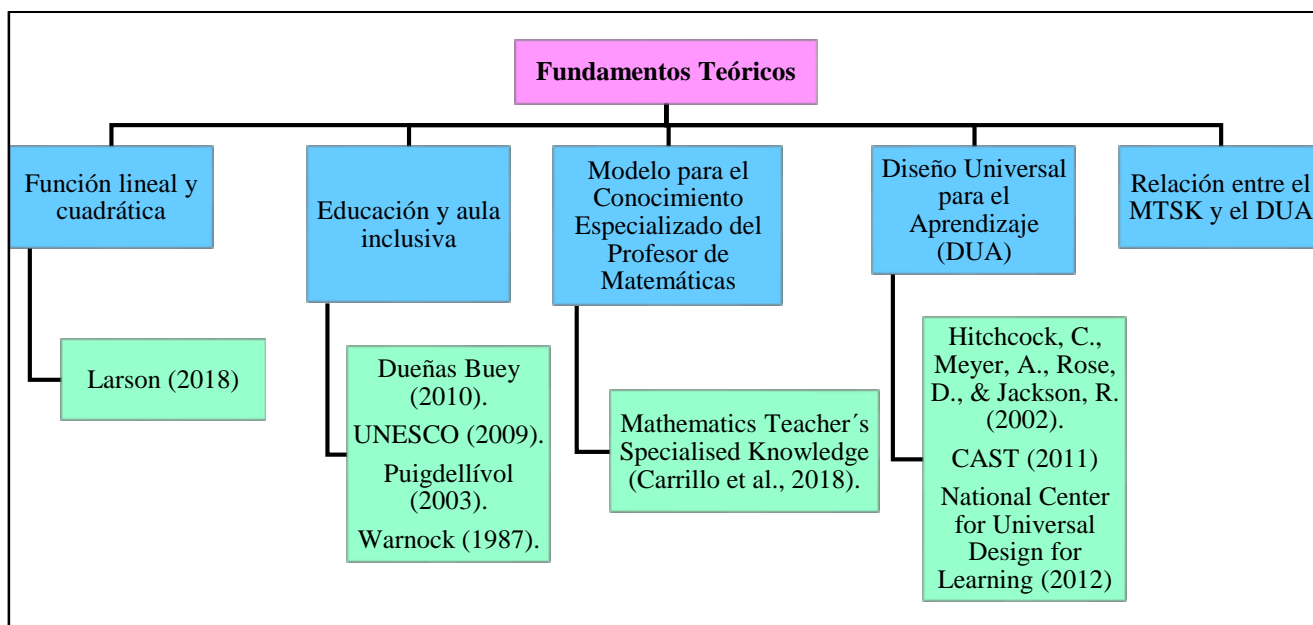 Fundamentos Teóricos
Función lineal y
cuadrática
Educación y aula
inclusiva
Modelo para el
Conocimiento
Especializado del
Profesor de
Matemáticas
Diseño Universal
para el
Aprendizaje
(DUA)
Relación entre el
MTSK y el DUA
Larson (2018)
Dueñas Buey
(2010).
UNESCO (2009).
Puigdellívol
(2003).
Warnock (1987).
Mathematics Teacher´s
Specialised Knowledge
(Carrillo et al., 2018).
Hitchcock, C.,
Meyer, A., Rose,
D., & Jackson, R.
(2002).
CAST (2011)
National Center
for Universal
Design for
Learning (2012)